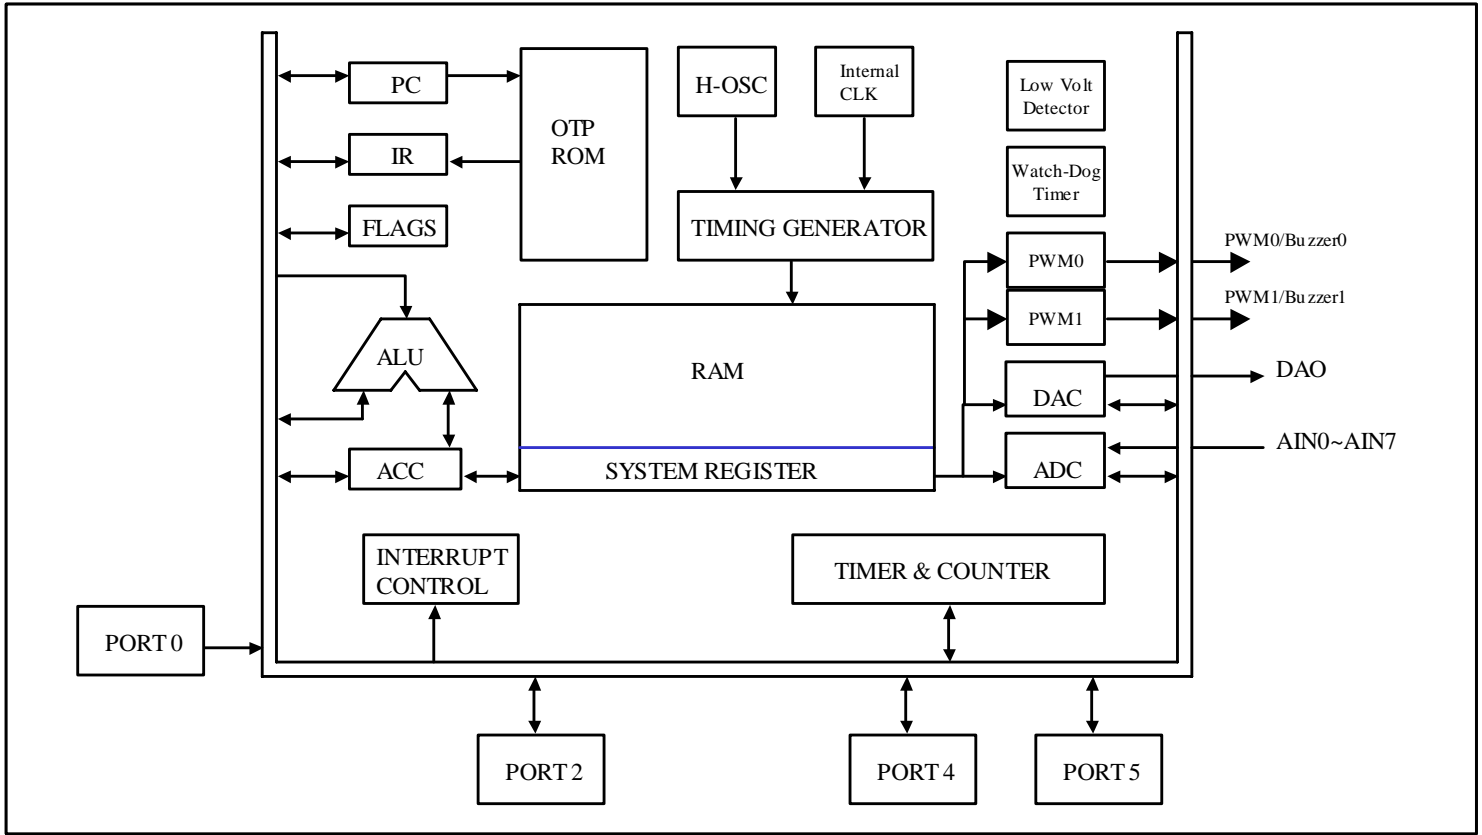 PC
OTP
ROM
H-OSC
Internal
CLK
Low Volt
Detector
IR
Watch-Dog
Timer
FLAGS
TIMING GENERATOR
PWM0
PWM0/Buzzer0
PWM1
PWM1/Buzzer1
ALU
RAM
DAC
DAO
ACC
SYSTEM REGISTER
ADC
AIN0~AIN7
INTERRUPT
CONTROL
TIMER & COUNTER
PORT 0
PORT 2
PORT 4
PORT 5